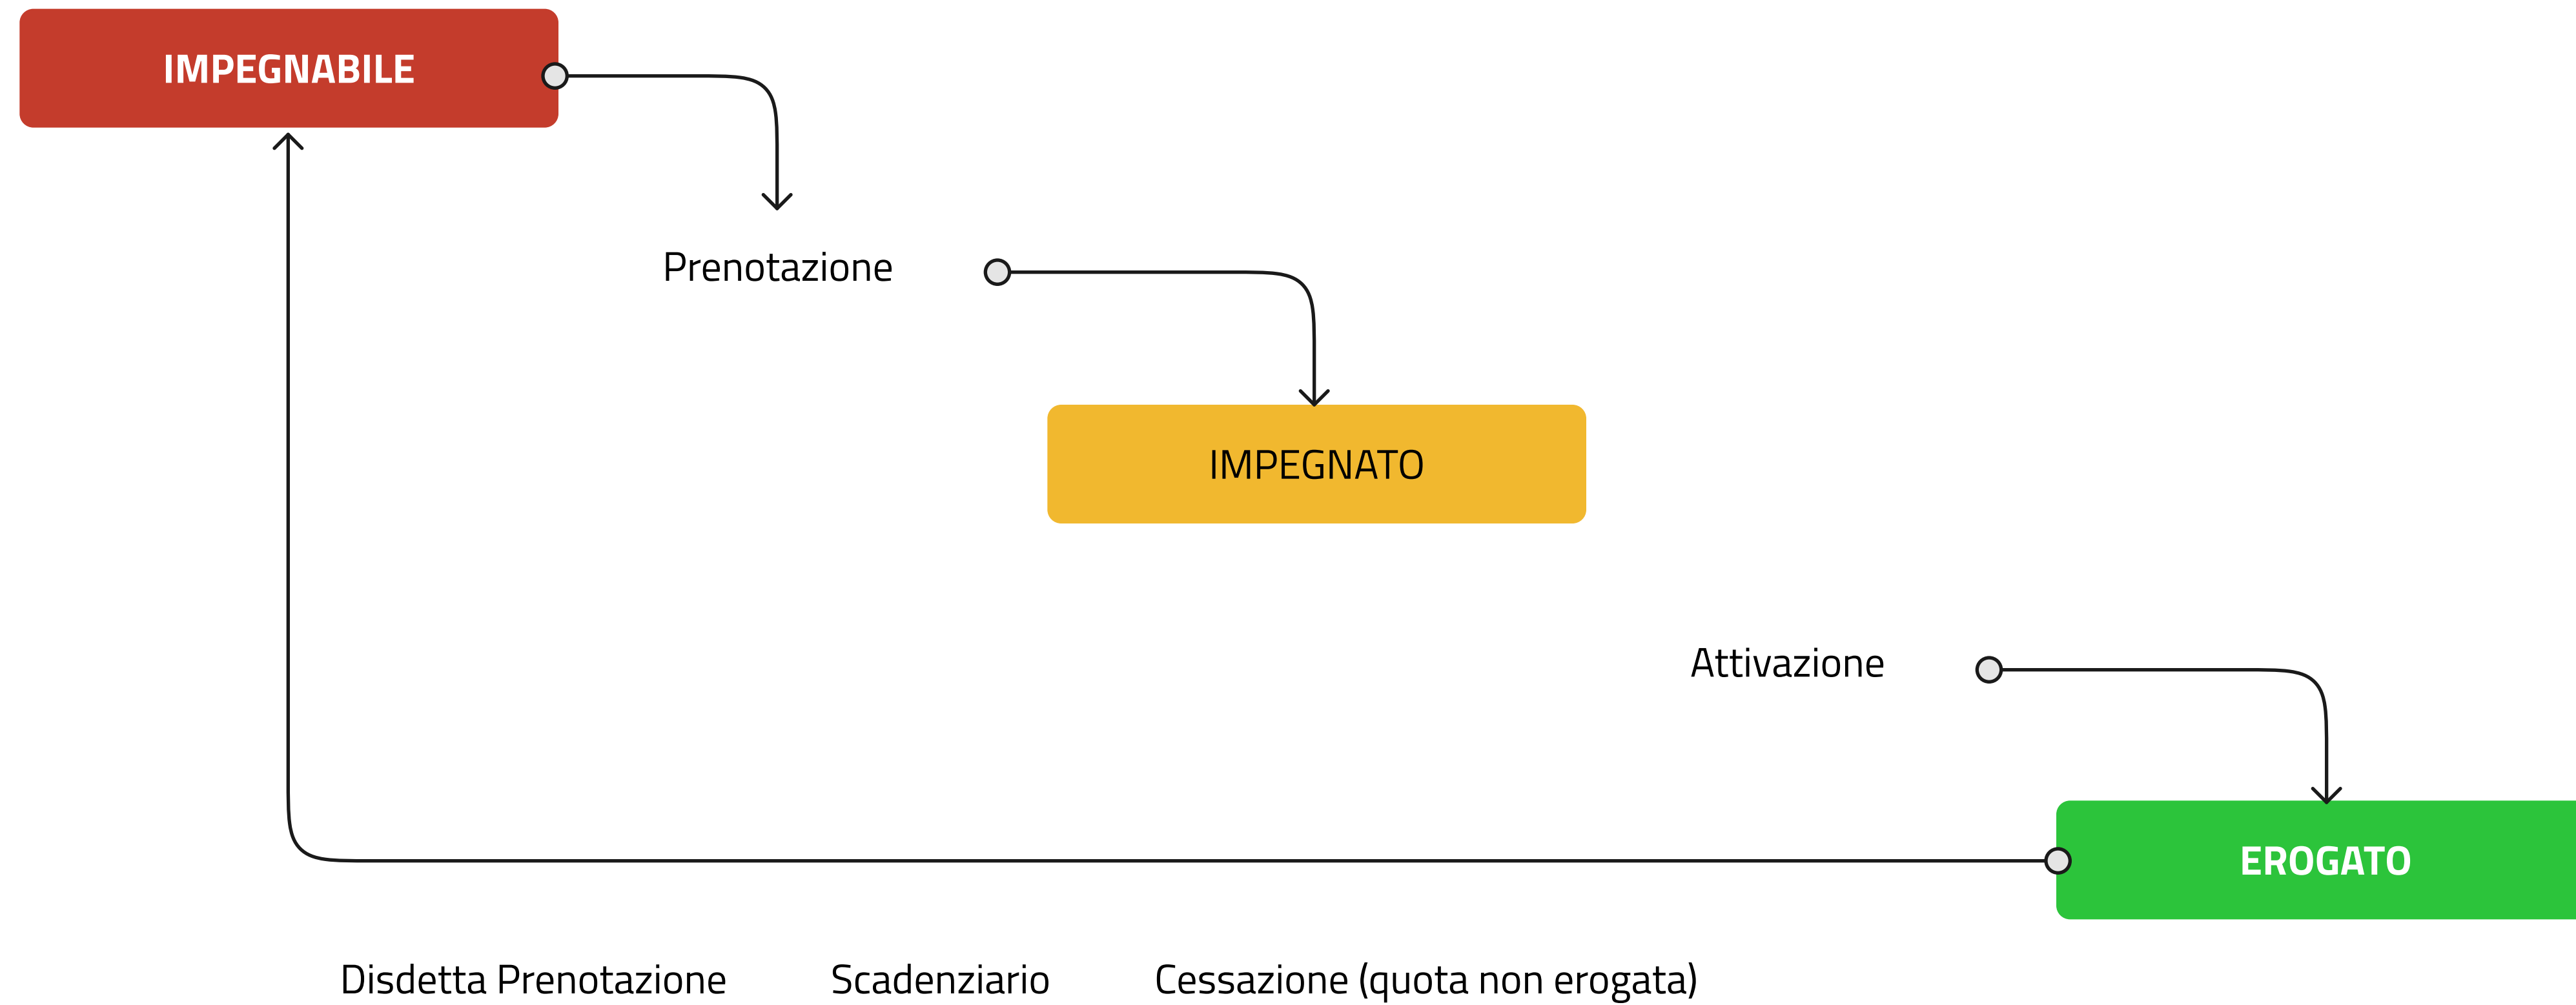 IMPEGNABILE
Prenotazione
IMPEGNATO
Attivazione
EROGATO
Disdetta Prenotazione
Scadenziario
Cessazione (quota non erogata)